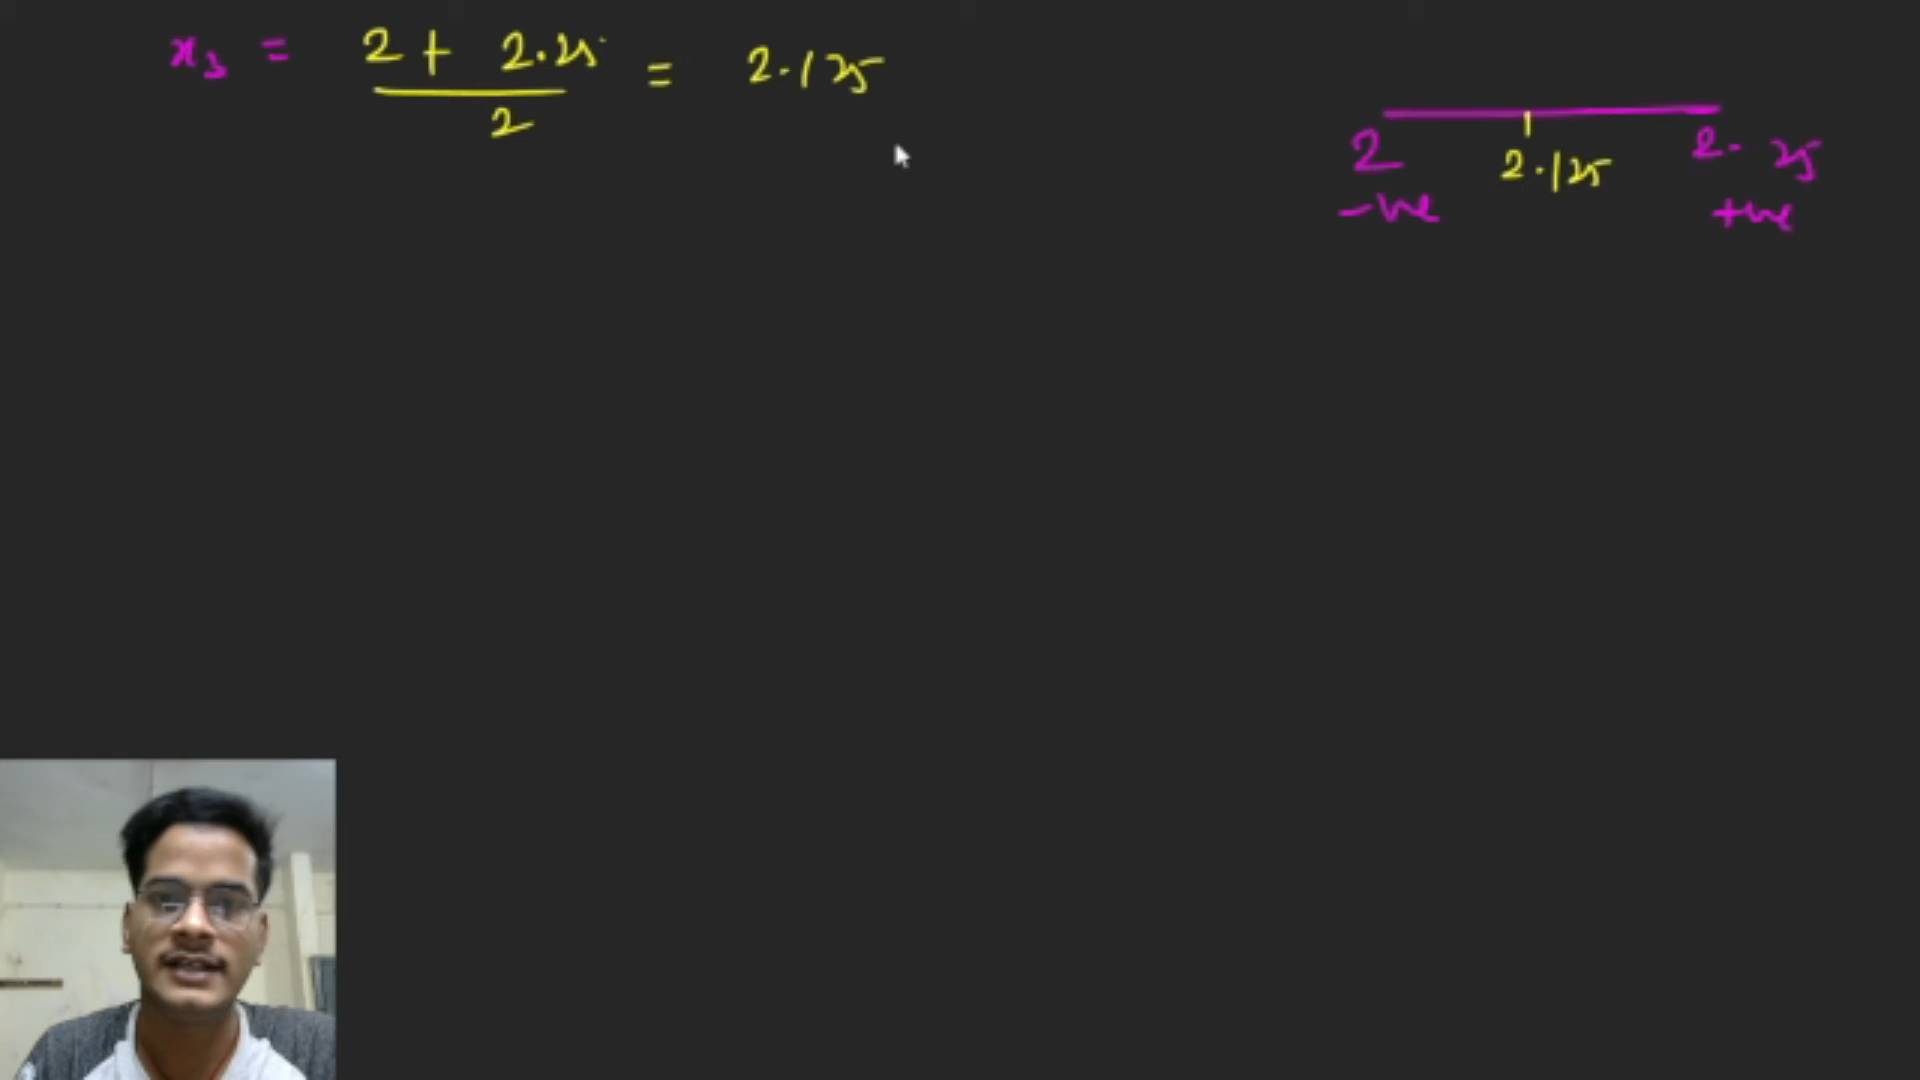 x₃ = 2 + 2.25 / 2 = 2.125
2 2.125 2.25
-ve +ve